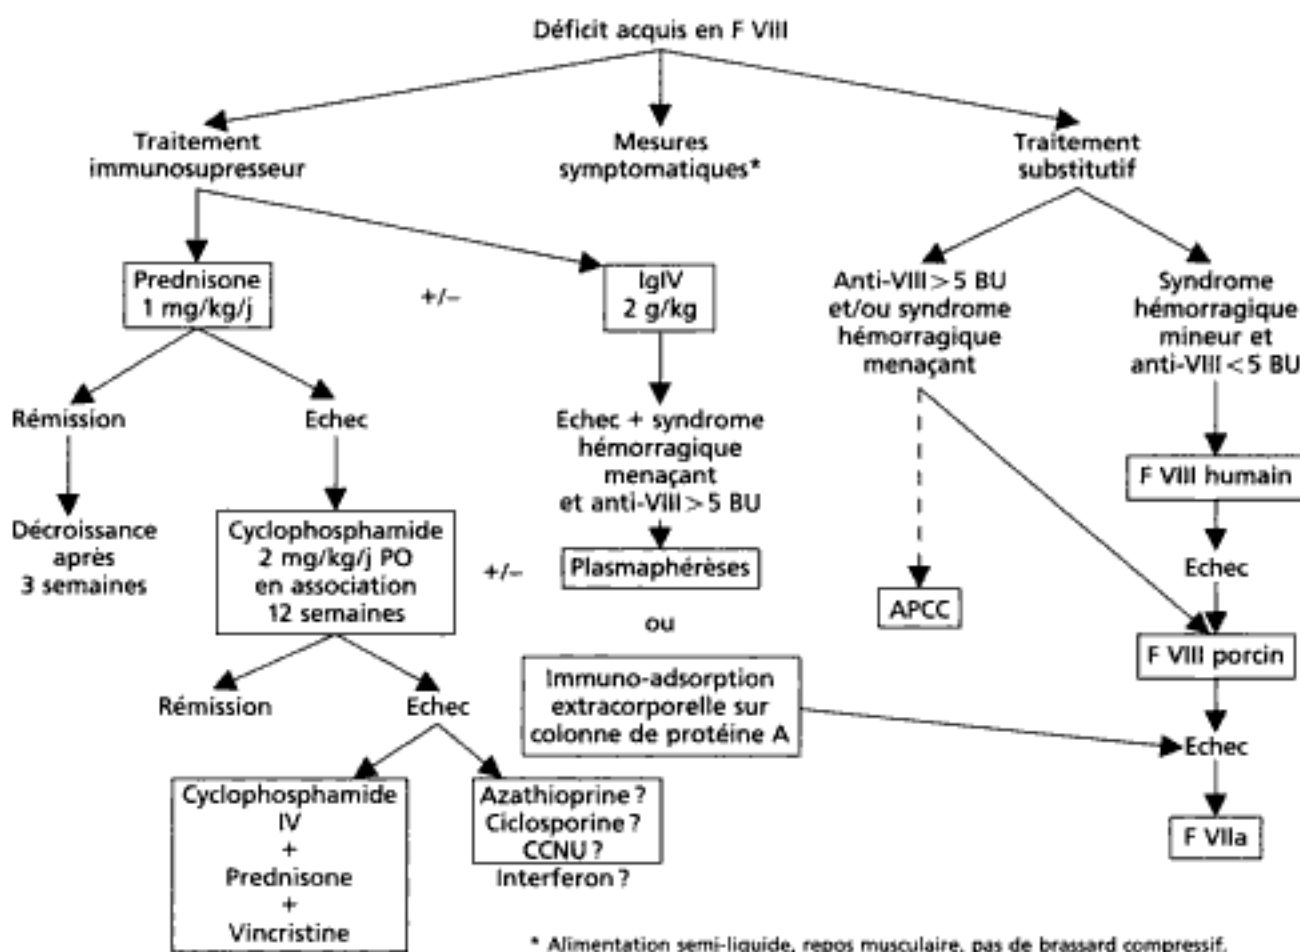 Déficit acquis en F VIII
Traitement
immunosupresseur
Mesures
symptomatiques*
Traitement
substitutif
Prednisone
1 mg/kg/j
+/–
IgIV
2 g/kg
Anti-VIII > 5 BU
et/ou syndrome
hémorragique
menaçant
Syndrome
hémorragique
mineur et
anti-VIII < 5 BU
Rémission
Echec
Echec + syndrome
hémorragique
menaçant
et anti-VIII > 5 BU
F VIII humain
Décroissance
après
3 semaines
Cyclophosphamide
2 mg/kg/j PO
en association
12 semaines
+/–
Plasmaphérèses
ou
APCC
Echec
F VIII porcin
Rémission
Echec
Immuno-adsorption
extracorporelle sur
colonne de protéine A
Echec
F VIIa
Cyclophosphamide
IV
+
Prednisone
+
Vincristine
Azathioprine ?
Ciclosporine ?
CCNU ?
Interferon ?
* Alimentation semi-liquide, repos musculaire, pas de brassard compressif.